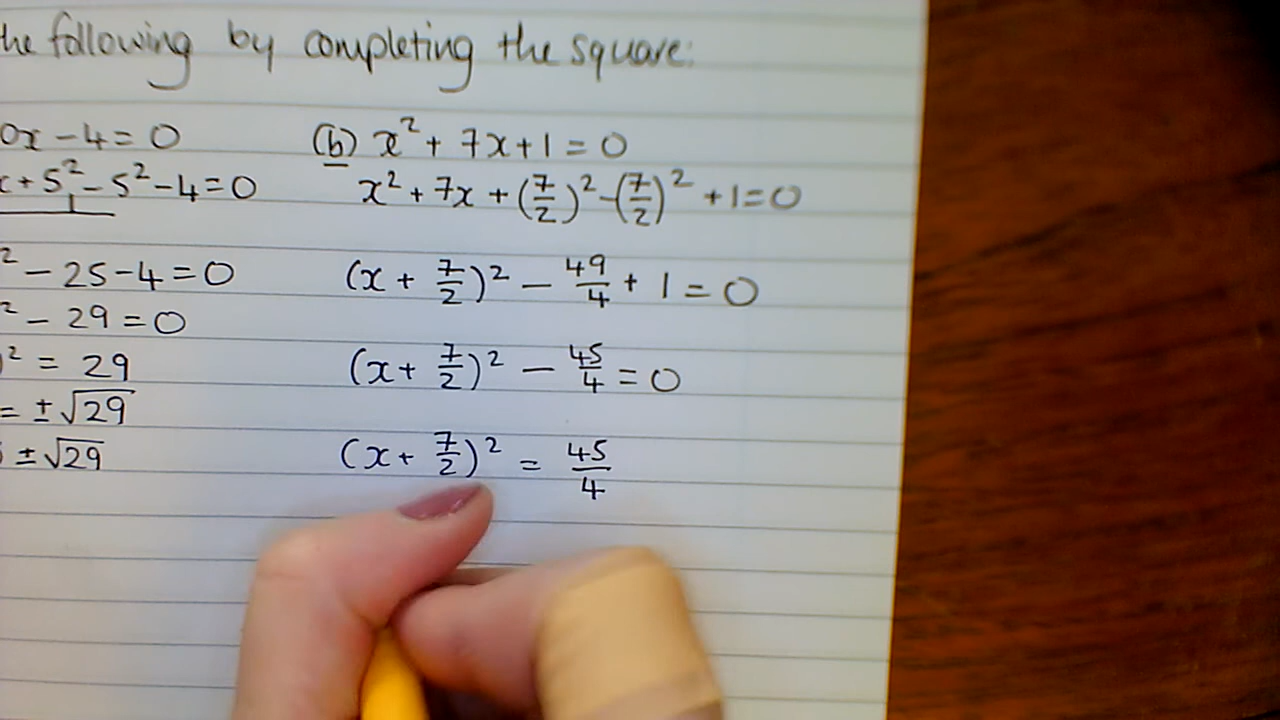 he following by completing the square:
0x - 4 = 0
x + 5² - 5² - 4 = 0
² - 25 - 4 = 0
² - 29 = 0
)² = 29
= ±√29
±√29
(b) x² + 7x + 1 = 0
x² + 7x + (7/2)² - (7/2)² + 1 = 0
(x + 7/2)² - 49/4 + 1 = 0
(x + 7/2)² - 45/4 = 0
(x + 7/2)² = 45/4